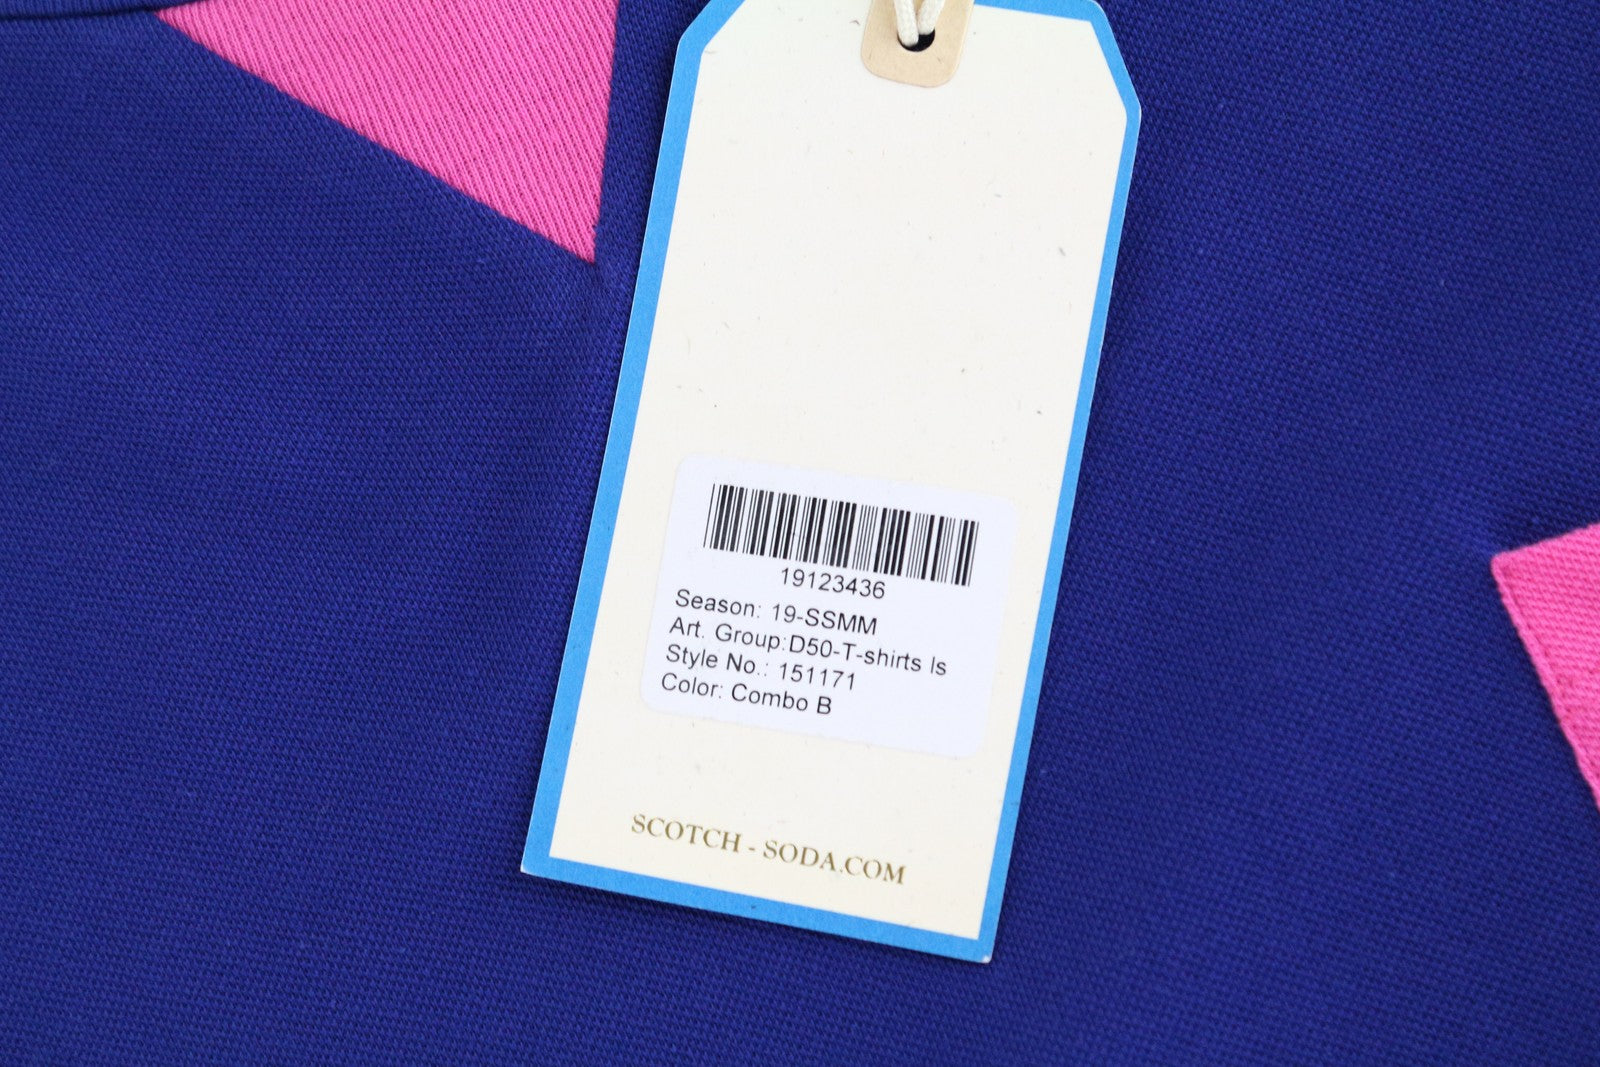 19123436
Season: 19-SSMM
Art. Group:D50-T-shirts ls
Style No.: 151171
Color: Combo B
SCOTCH - SODA.COM